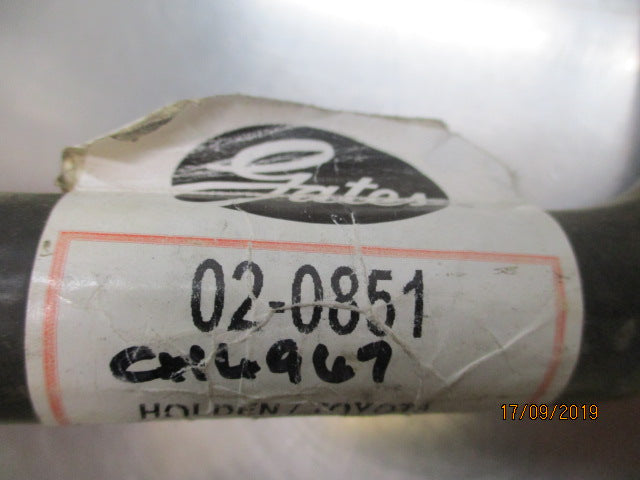 Gates
02-0851
CH4967
HOLDEN / TOYOTA
17/09/2019